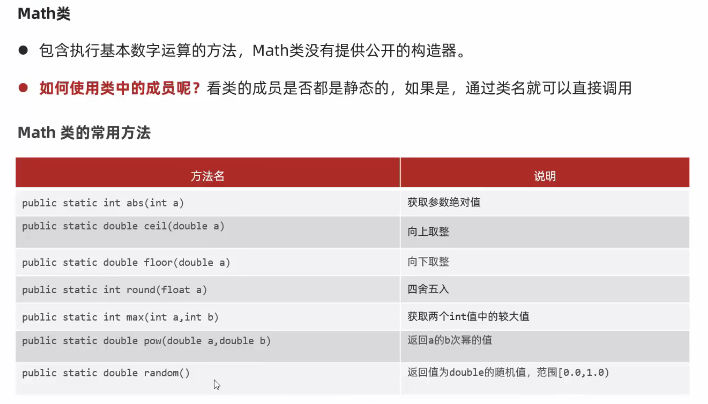 Math类
● 包含执行基本数字运算的方法，Math类没有提供公开的构造器。
● 如何使用类中的成员呢？看类的成员是否都是静态的，如果是，通过类名就可以直接调用
Math 类的常用方法
方法名 说明
public static int abs(int a) 获取参数绝对值
public static double ceil(double a) 向上取整
public static double floor(double a) 向下取整
public static int round(float a) 四舍五入
public static int max(int a,int b) 获取两个int值中的较大值
public static double pow(double a,double b) 返回a的b次幂的值
public static double random() 返回值为double的随机值，范围[0.0,1.0)